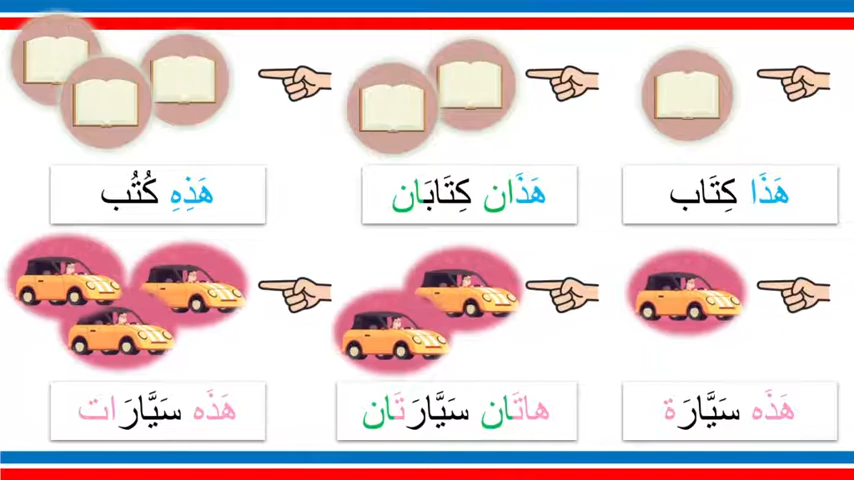 هَذَا كِتَاب
هَذَان كِتَابَان
هَذِهِ كُتُب
هَذَه سَيَّارَة
هاتَان سَيَّارَتَان
هَذَه سَيَّارَات